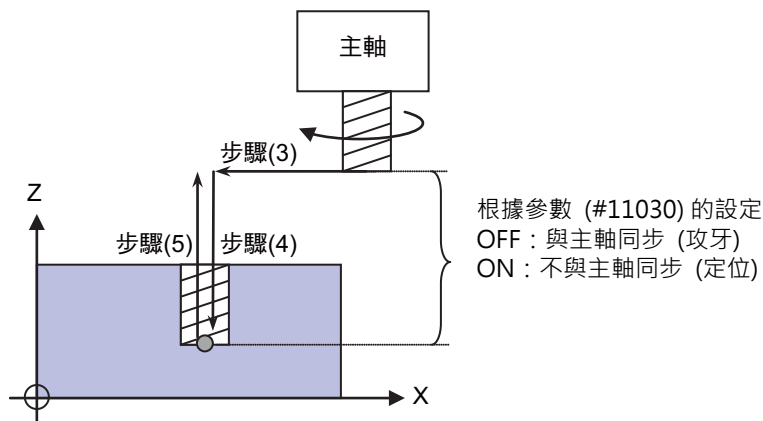 主軸
步驟(3)
Z
步驟(5)
步驟(4)
根據參數 (#11030) 的設定
OFF：與主軸同步 (攻牙)
ON：不與主軸同步 (定位)
X